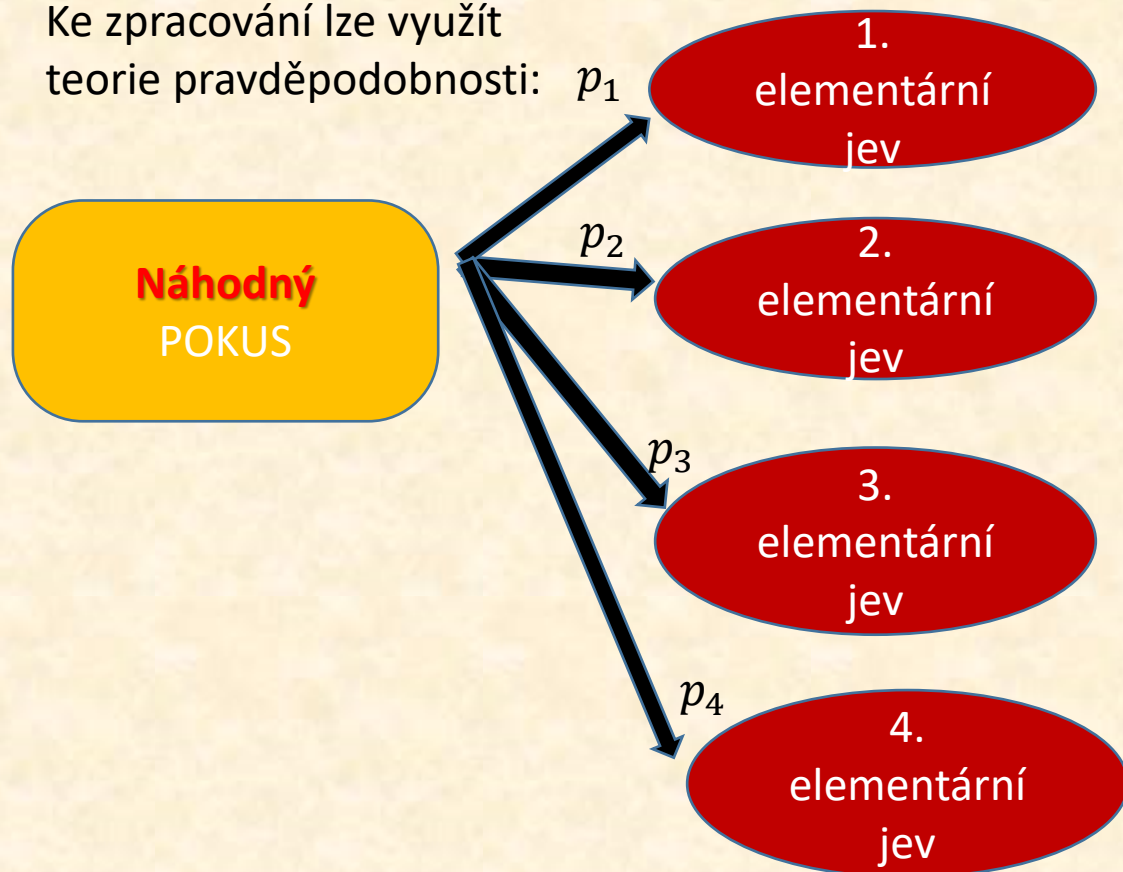 Ke zpracování lze využít
teorie pravděpodobnosti:
p₁
1.
elementární
jev
Náhodný
POKUS
p₂
2.
elementární
jev
p₃
3.
elementární
jev
p₄
4.
elementární
jev